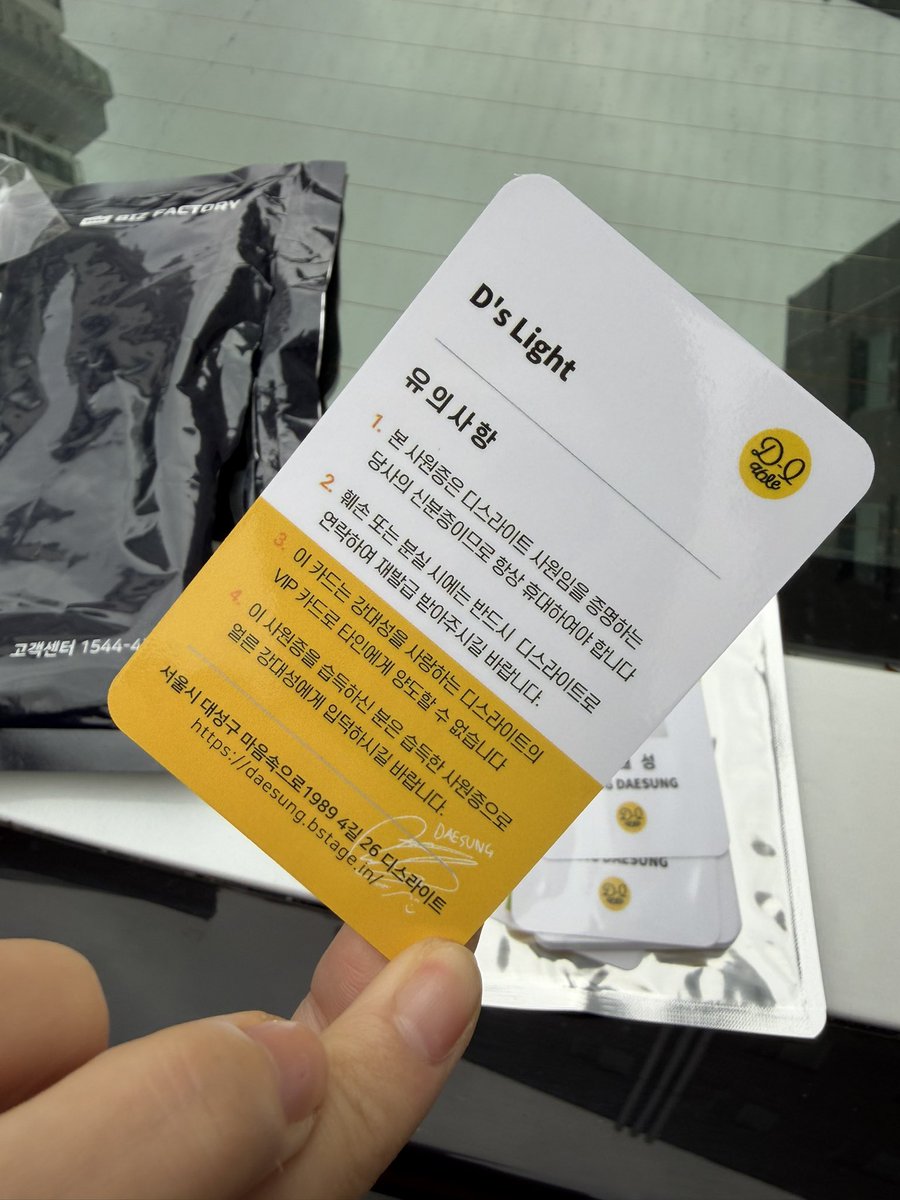 BIZ FACTORY
고객센터 1544-4
D's Light
유의사항
1. 본 사원증은 디스라이트 사원인을 증명하는
당사의 신분증이므로 항상 휴대하여야 합니다
2. 훼손 또는 분실 시에는 반드시 디스라이트로
연락하여 재발급 받아주시길 바랍니다.
3. 이 카드는 강대성을 사랑하는 디스라이트의
VIP 카드로 타인에게 양도할 수 없습니다
4. 이 사원증을 습득하신 분은 습득한 사원증으로
얼른 강대성에게 입덕하시길 바랍니다.
서울시 대성구 마음속으로1989 4길 26 디스라이트
https://daesung.bstage.in/
DAESUNG
성
DAESUNG
DAESUNG